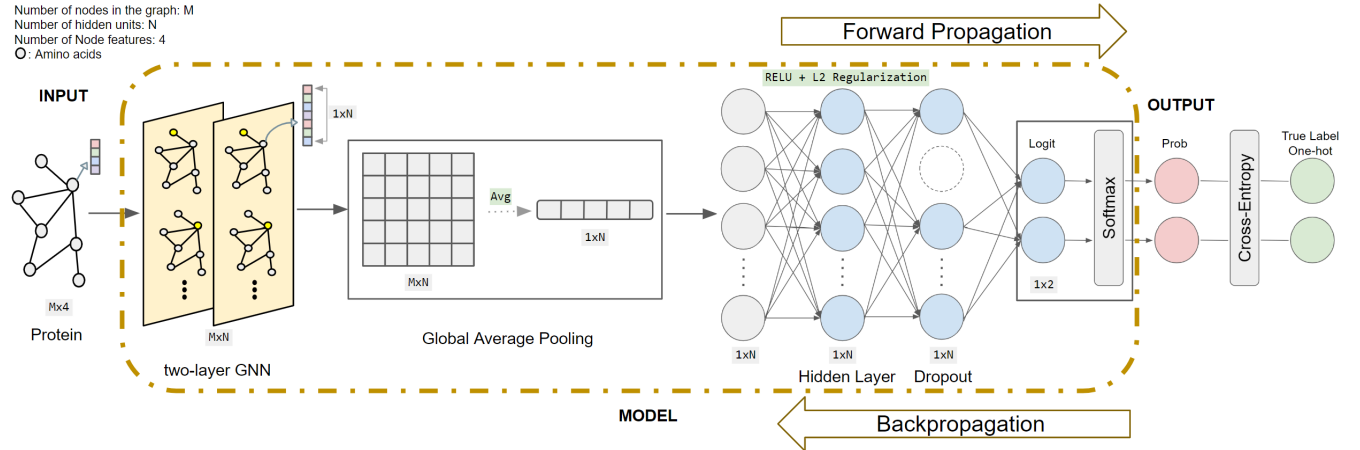 Number of nodes in the graph: M
Number of hidden units: N
Number of Node features: 4
: Amino acids
Forward Propagation
RELU + L2 Regularization
INPUT
OUTPUT
1xN
Logit
Prob
True Label
One-hot
Avg
Softmax
Cross-Entropy
1xN
MxN
1x2
Mx4
Protein
MxN
Global Average Pooling
1xN
1xN
1xN
two-layer GNN
Hidden Layer
Dropout
MODEL
Backpropagation